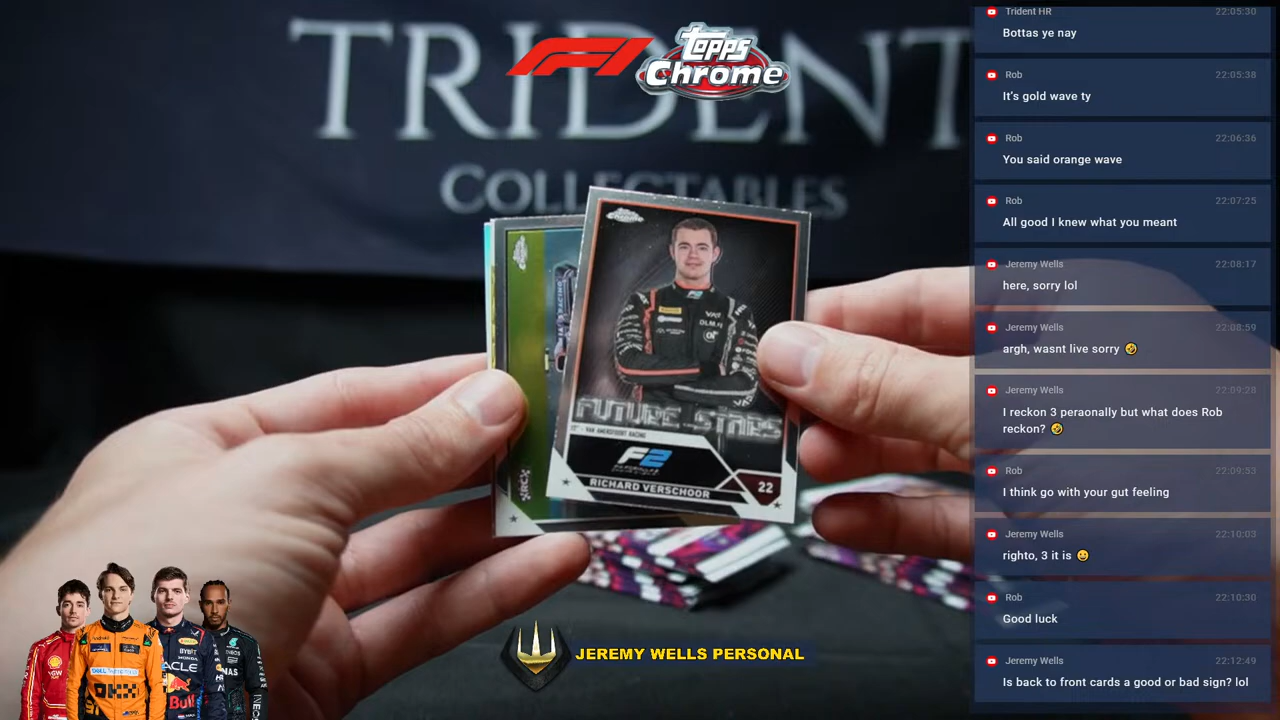 TRIDENT
COLLECTABLES
F1
TOPPS
Chrome
Chrome
FUTURE STARS
VAN AMERSFOORT RACING
F2
RICHARD VERSCHOOR
22
RC
JEREMY WELLS PERSONAL
Trident HR 22:05:30
Bottas ye nay
Rob 22:05:38
It's gold wave ty
Rob 22:06:36
You said orange wave
Rob 22:07:25
All good I knew what you meant
Jeremy Wells 22:08:17
here, sorry lol
Jeremy Wells 22:08:59
argh, wasnt live sorry 🤣
Jeremy Wells 22:09:28
I reckon 3 peraonally but what does Rob
reckon? 🤣
Rob 22:09:53
I think go with your gut feeling
Jeremy Wells 22:10:03
righto, 3 it is 😀
Rob 22:10:30
Good luck
Jeremy Wells 22:12:49
Is back to front cards a good or bad sign? lol